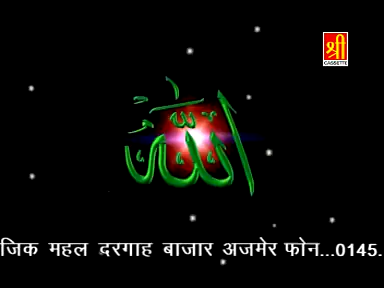 श्री
CASSETTE
الله
जिक महल दरगाह बाजार अजमेर फोन...0145.